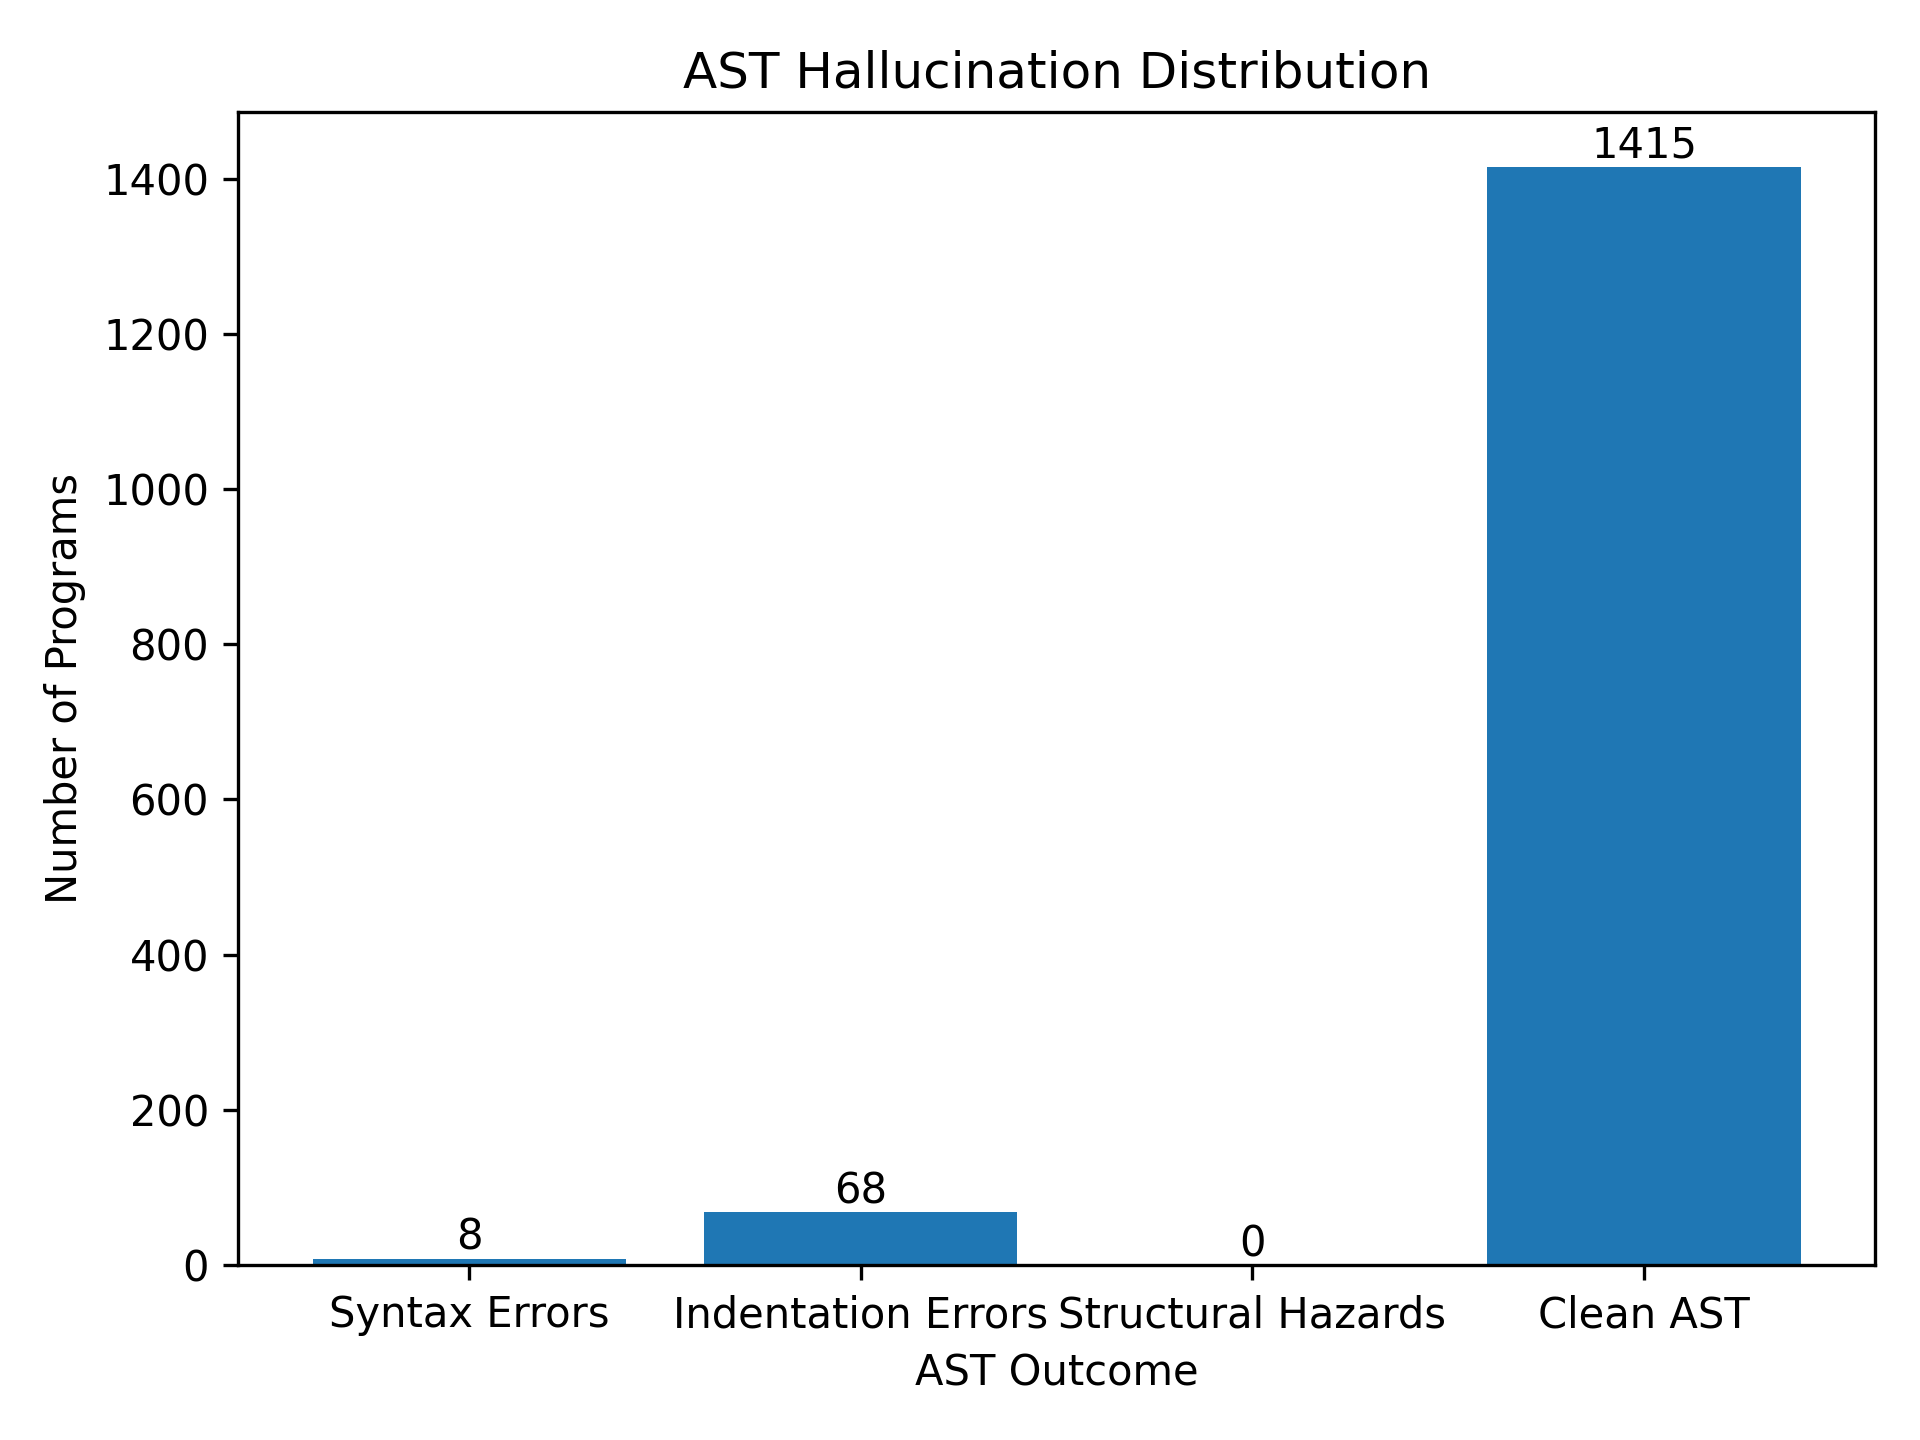 AST Hallucination Distribution
Number of Programs
1400
1200
1000
800
600
400
200
0
8
68
0
1415
Syntax Errors
Indentation Errors
Structural Hazards
Clean AST
AST Outcome